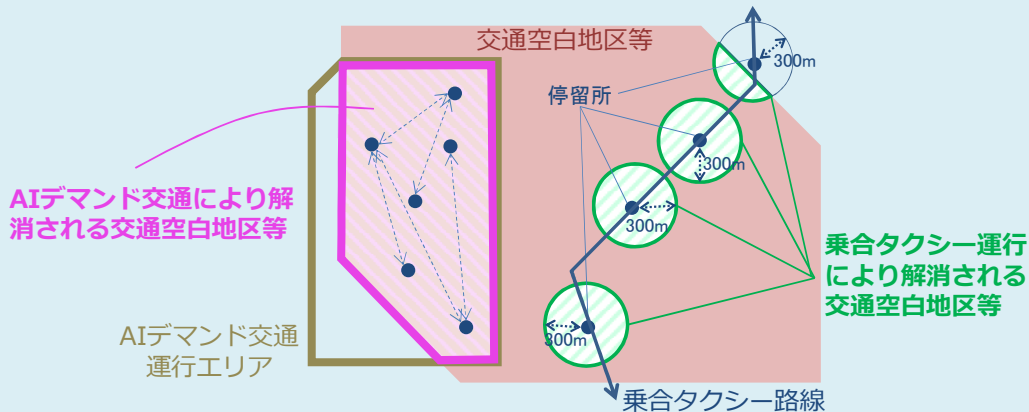 交通空白地区等
300m
停留所
300m
AIデマンド交通により解
消される交通空白地区等
300m
乗合タクシー運行
により解消される
交通空白地区等
AIデマンド交通
運行エリア
300m
乗合タクシー路線